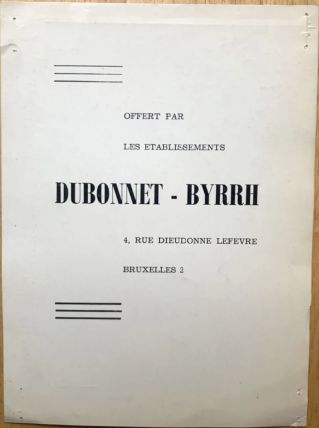 OFFERT PAR
LES ETABLISSEMENTS
DUBONNET - BYRRH
4, RUE DIEUDONNE LEFEVRE
BRUXELLES 2